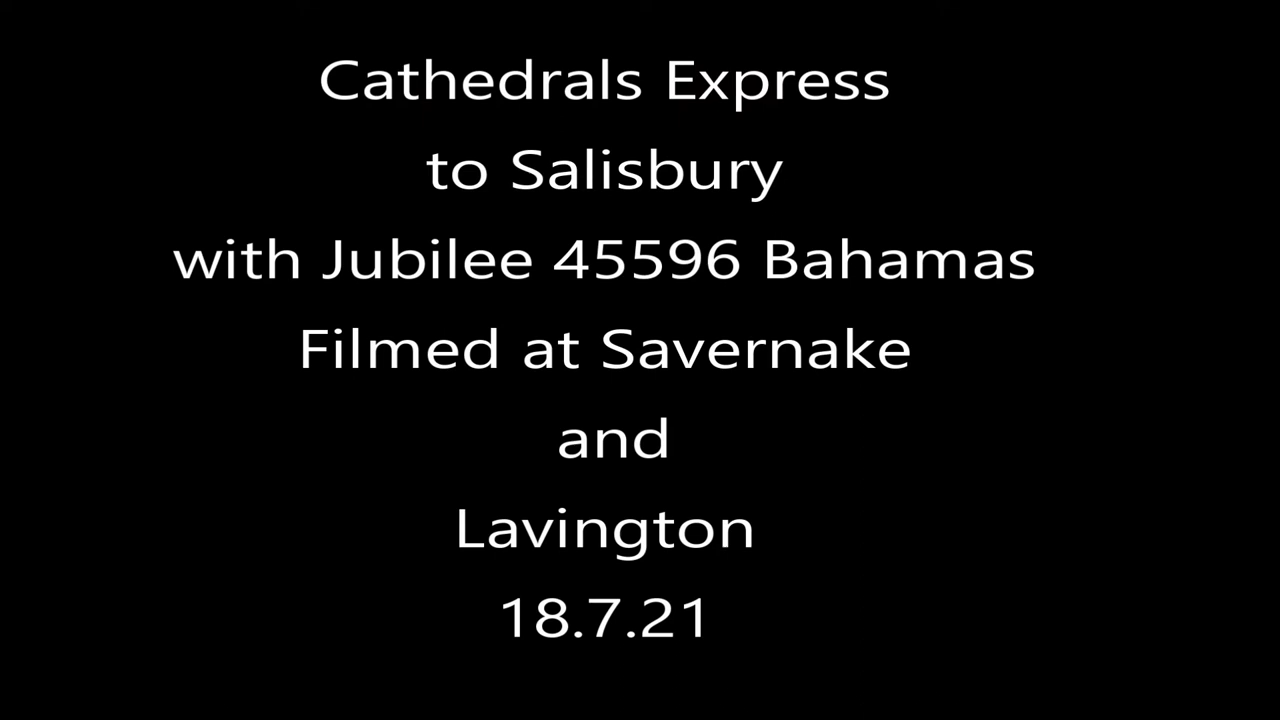 Cathedrals Express
to Salisbury
with Jubilee 45596 Bahamas
Filmed at Savernake
and
Lavington
18.7.21